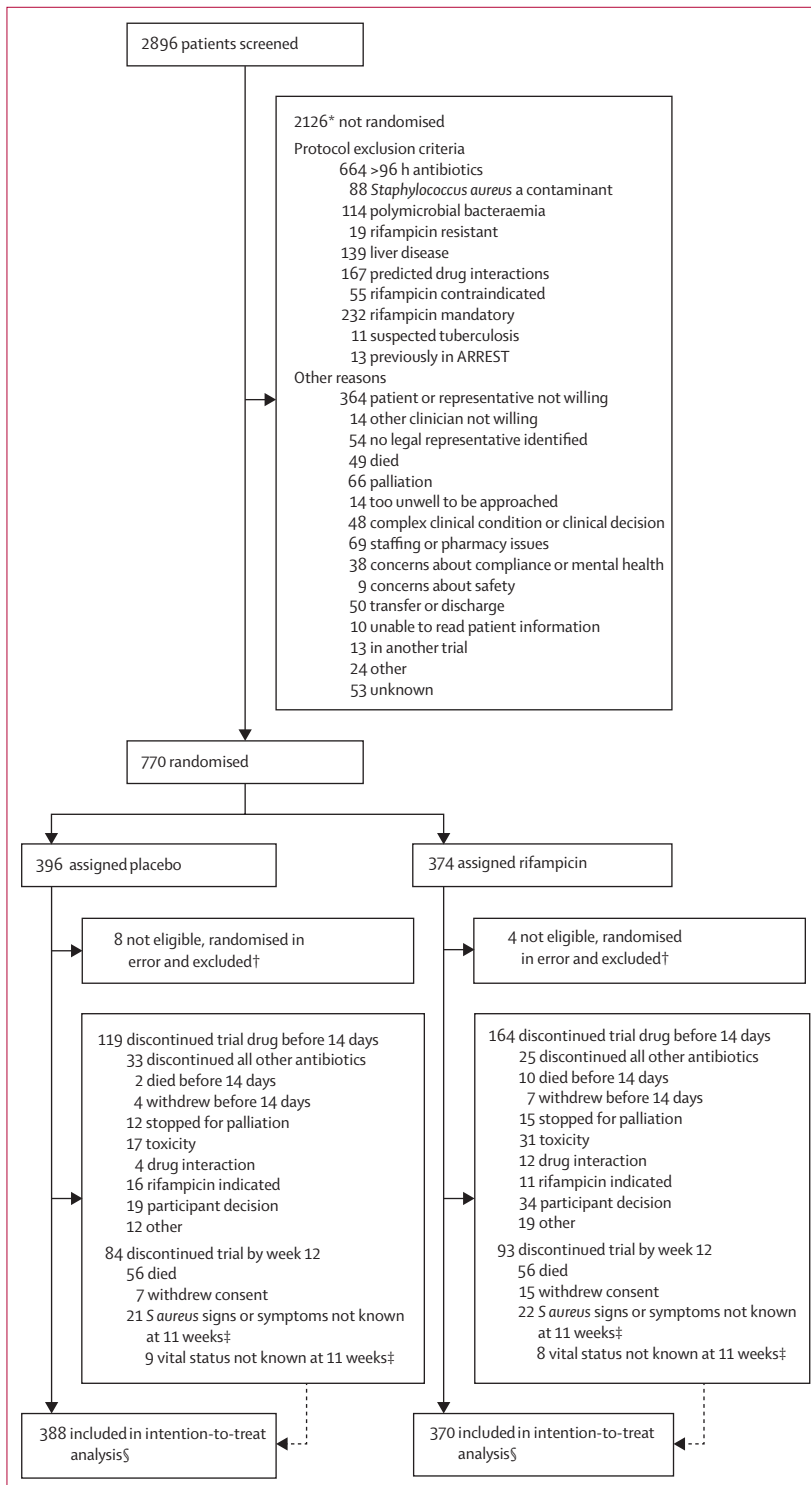 2896 patients screened
2126* not randomised
Protocol exclusion criteria
664 >96 h antibiotics
88 Staphylococcus aureus a contaminant
114 polymicrobial bacteraemia
19 rifampicin resistant
139 liver disease
167 predicted drug interactions
55 rifampicin contraindicated
232 rifampicin mandatory
11 suspected tuberculosis
13 previously in ARREST
Other reasons
364 patient or representative not willing
14 other clinician not willing
54 no legal representative identified
49 died
66 palliation
14 too unwell to be approached
48 complex clinical condition or clinical decision
69 staffing or pharmacy issues
38 concerns about compliance or mental health
9 concerns about safety
50 transfer or discharge
10 unable to read patient information
13 in another trial
24 other
53 unknown
770 randomised
396 assigned placebo
374 assigned rifampicin
8 not eligible, randomised in
error and excluded†
4 not eligible, randomised
in error and excluded†
119 discontinued trial drug before 14 days
33 discontinued all other antibiotics
2 died before 14 days
4 withdrew before 14 days
12 stopped for palliation
17 toxicity
4 drug interaction
16 rifampicin indicated
19 participant decision
12 other
84 discontinued trial by week 12
56 died
7 withdrew consent
21 S aureus signs or symptoms not known
at 11 weeks‡
9 vital status not known at 11 weeks‡
164 discontinued trial drug before 14 days
25 discontinued all other antibiotics
10 died before 14 days
7 withdrew before 14 days
15 stopped for palliation
31 toxicity
12 drug interaction
11 rifampicin indicated
34 participant decision
19 other
93 discontinued trial by week 12
56 died
15 withdrew consent
22 S aureus signs or symptoms not known
at 11 weeks‡
8 vital status not known at 11 weeks‡
388 included in intention-to-treat
analysis§
370 included in intention-to-treat
analysis§